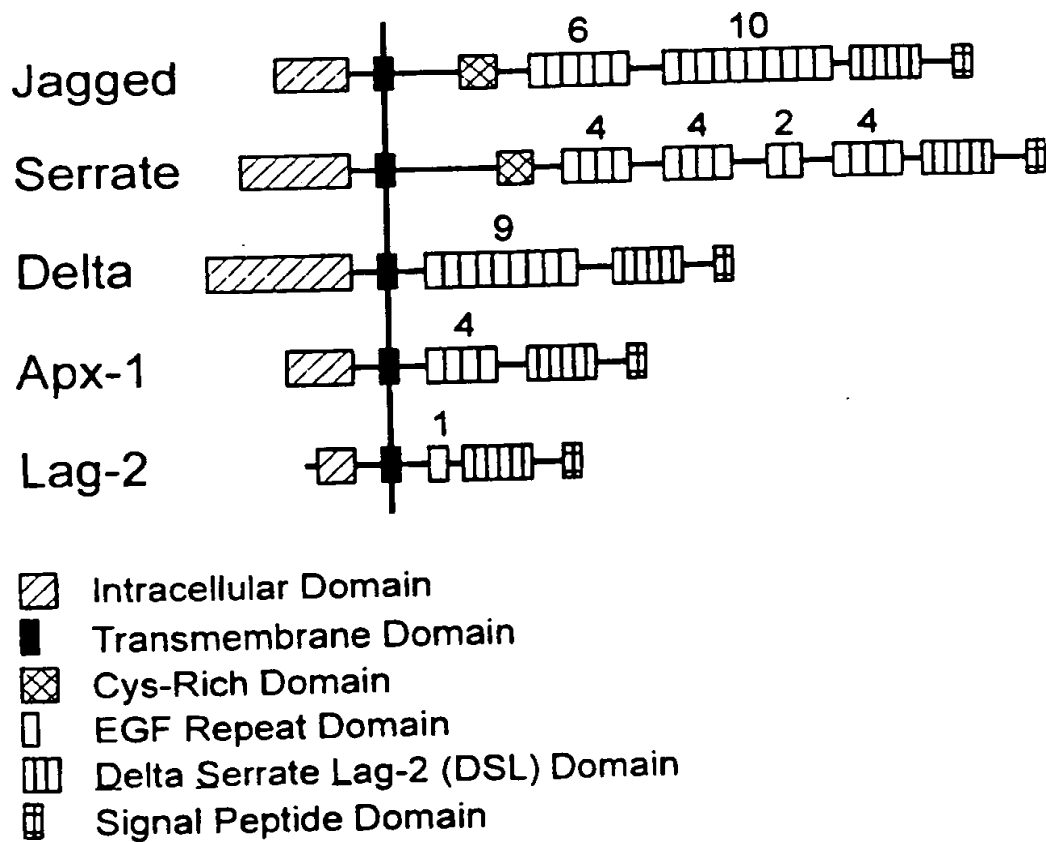 6 10
Jagged
4 4 2 4
Serrate
9
Delta
4
Apx-1
1
Lag-2
Intracellular Domain
Transmembrane Domain
Cys-Rich Domain
EGF Repeat Domain
Delta Serrate Lag-2 (DSL) Domain
Signal Peptide Domain